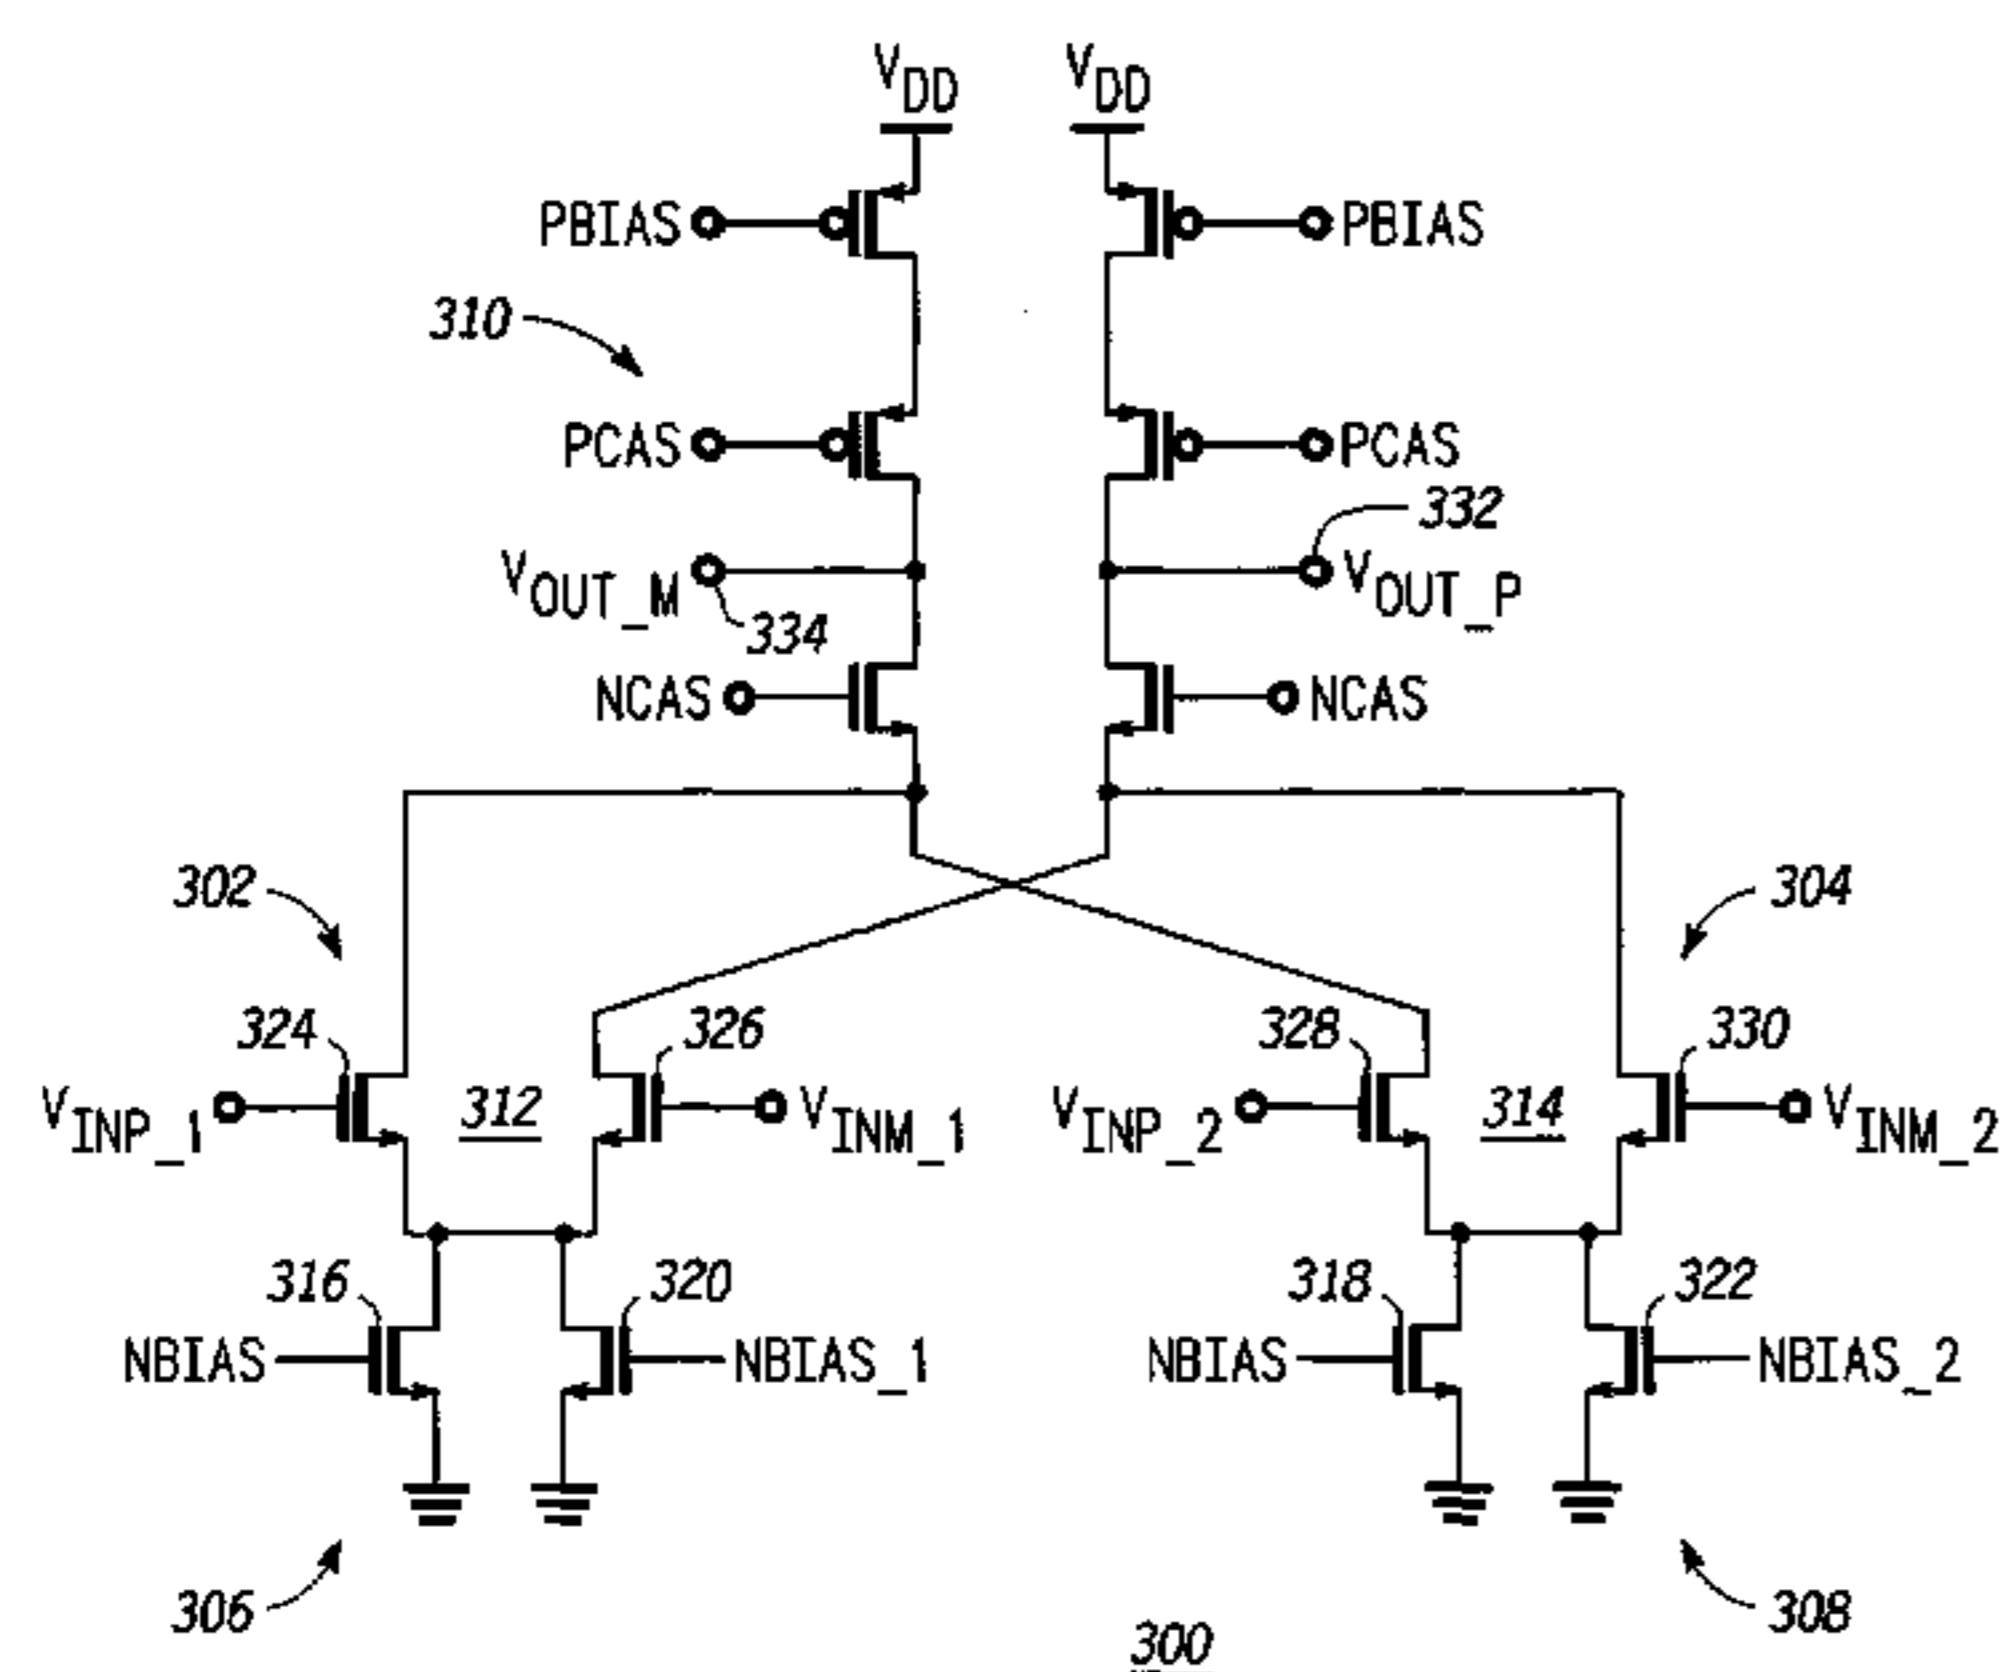 VDD VDD
PBIAS PBIAS
310
PCAS PCAS
332
VOUT_M VOUT_P
334
NCAS NCAS
302 304
324 326 328 330
VINP_1 312 VINM_1 VINP_2 314 VINM_2
316 320 318 322
NBIAS NBIAS_1 NBIAS NBIAS_2
306 308
300